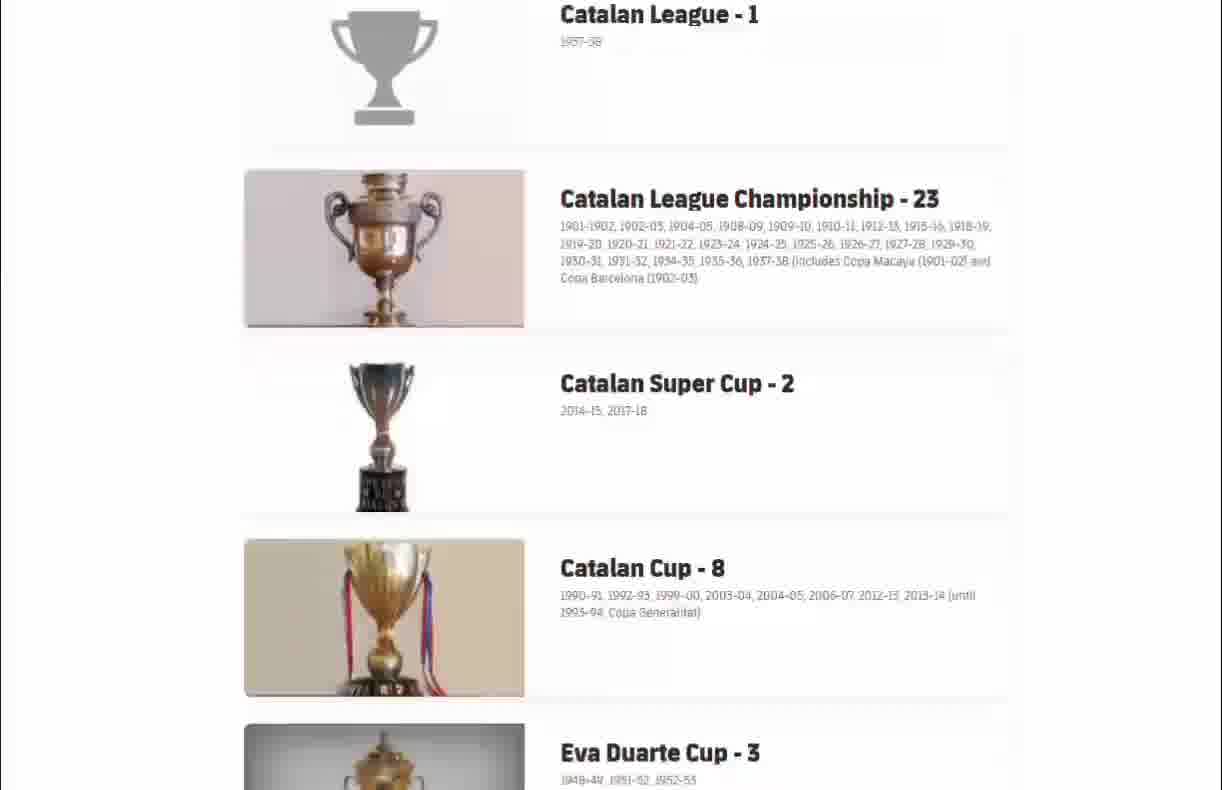 Catalan League - 1
1937-38
Catalan League Championship - 23
1901-1902, 1902-03, 1904-05, 1908-09, 1909-10, 1910-11, 1912-13, 1915-16, 1918-19,
1919-20, 1920-21, 1921-22, 1923-24, 1924-25, 1925-26, 1926-27, 1927-28, 1929-30,
1930-31, 1931-32, 1934-35, 1935-36, 1937-38 (includes Copa Macaya (1901-02) and
Copa Barcelona (1902-03)
Catalan Super Cup - 2
2014-15, 2017-18
Catalan Cup - 8
1990-91, 1992-93, 1999-00, 2003-04, 2004-05, 2006-07, 2012-13, 2013-14 (until
1993-94, Copa Generalitat)
Eva Duarte Cup - 3
1948-49, 1951-52, 1952-53